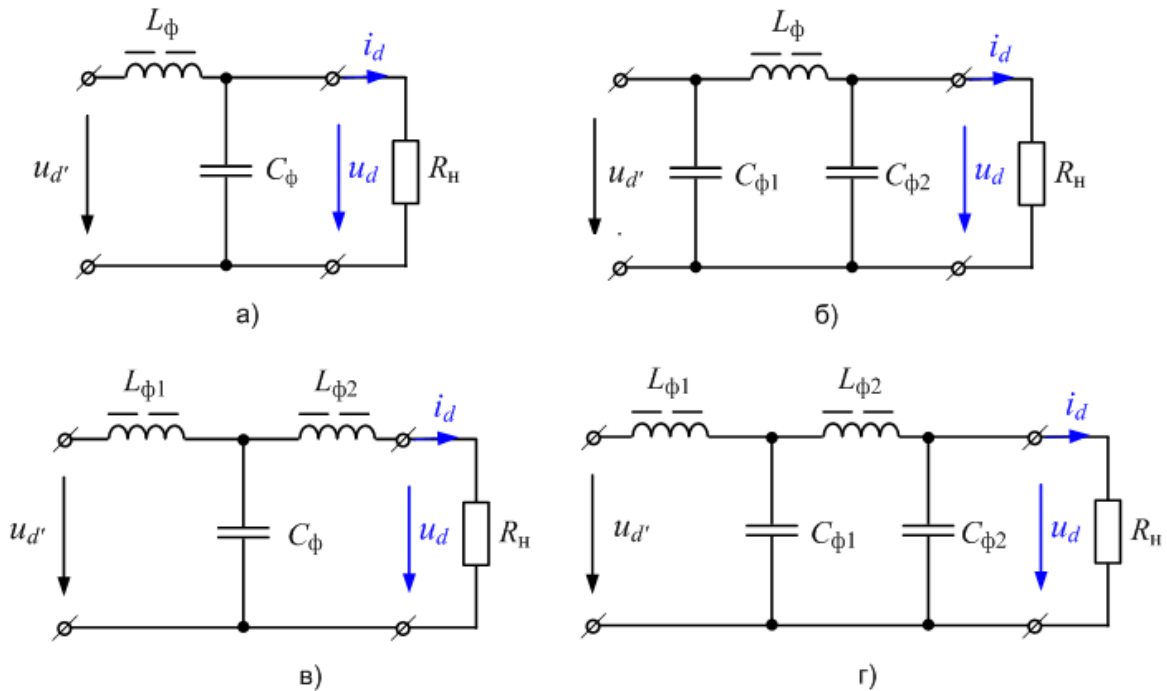 Lф
id
ud'
Cф
ud
Rн
а)
Lф
id
ud'
Cф1
Cф2
ud
Rн
б)
Lф1
Lф2
id
ud'
Cф
ud
Rн
в)
Lф1
Lф2
id
ud'
Cф1
Cф2
ud
Rн
г)